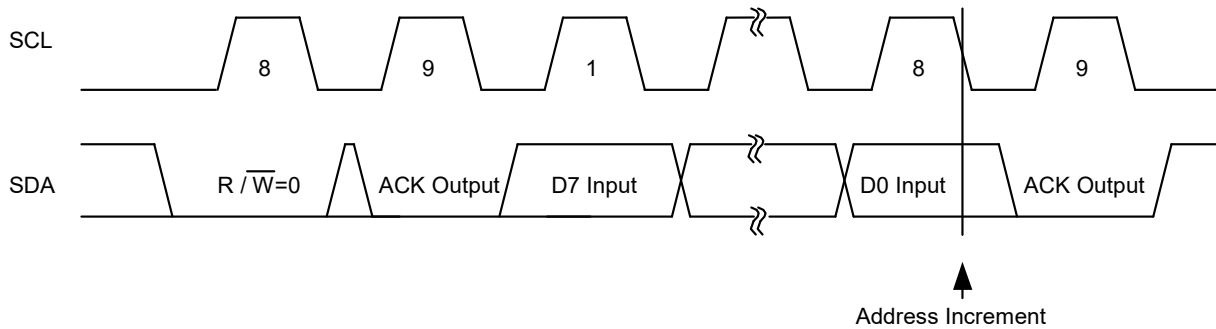 SCL
8 9 1 8 9
SDA
R / W̅=0 ACK Output D7 Input D0 Input ACK Output
Address Increment